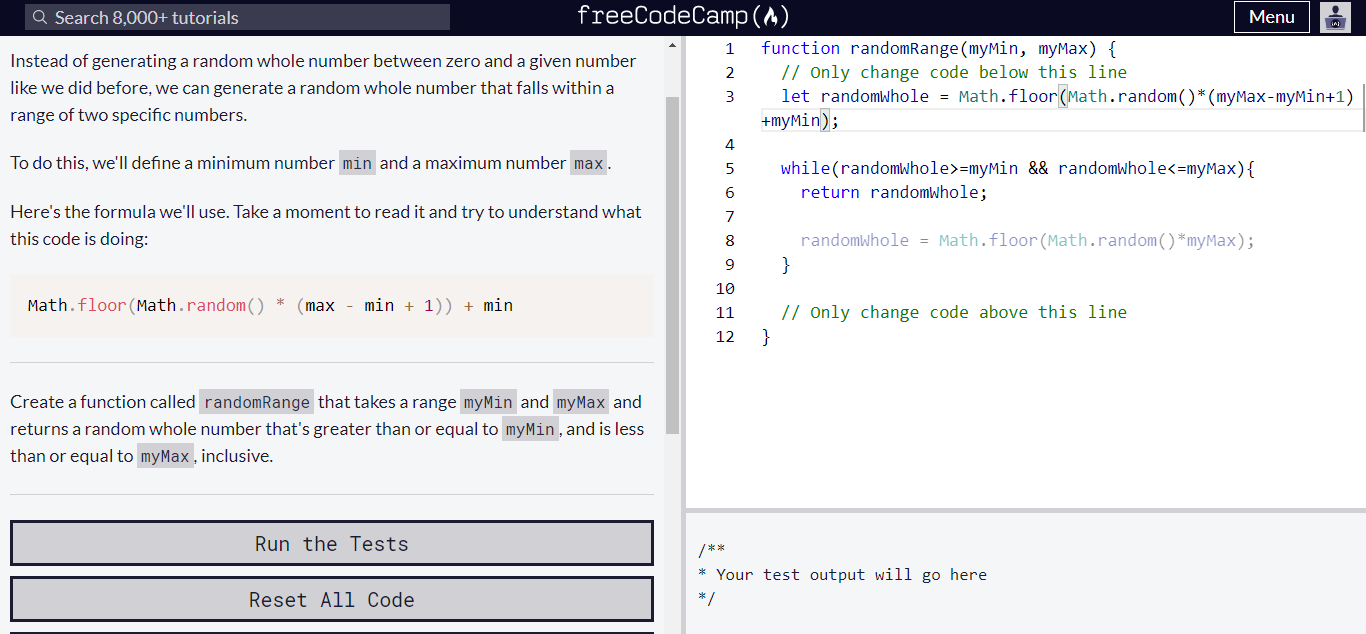 Search 8,000+ tutorials
freeCodeCamp(🔥)
Menu
Instead of generating a random whole number between zero and a given number
like we did before, we can generate a random whole number that falls within a
range of two specific numbers.
To do this, we'll define a minimum number min and a maximum number max.
Here's the formula we'll use. Take a moment to read it and try to understand what
this code is doing:
Math.floor(Math.random() * (max - min + 1)) + min
Create a function called randomRange that takes a range myMin and myMax and
returns a random whole number that's greater than or equal to myMin, and is less
than or equal to myMax, inclusive.
Run the Tests
Reset All Code
1 function randomRange(myMin, myMax) {
2 // Only change code below this line
3 let randomWhole = Math.floor(Math.random()*(myMax-myMin+1)
+myMin);
4
5 while(randomWhole>=myMin && randomWhole<=myMax){
6 return randomWhole;
7
8 randomWhole = Math.floor(Math.random()*myMax);
9 }
10
11 // Only change code above this line
12 }
/**
* Your test output will go here
*/